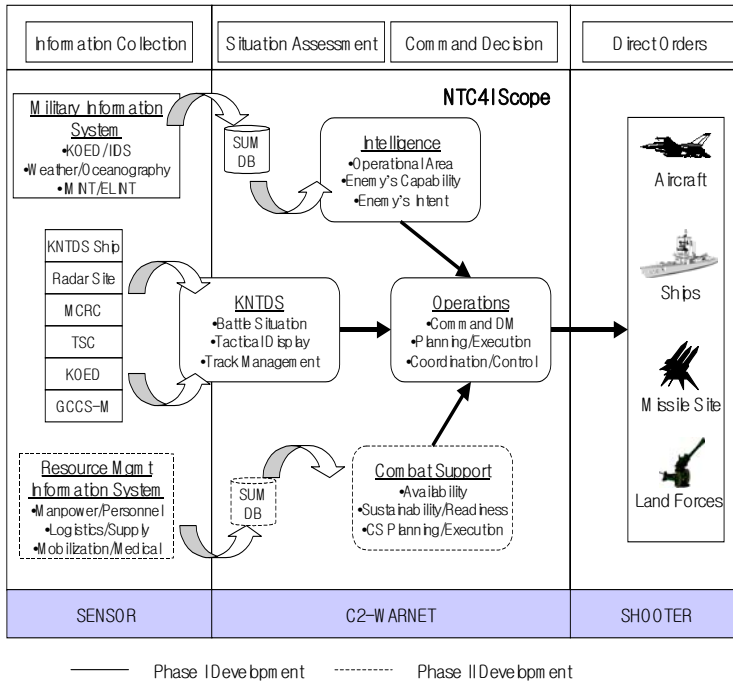 Information Collection
Situation Assessment
Command Decision
Direct Orders
NTC4I Scope
Military Information
System
•KOED/IDS
•Weather/Oceanography
•MINT/ELINT
SUM
DB
Intelligence
•Operational Area
•Enemy's Capability
•Enemy's Intent
Aircraft
KNTDS Ship
Radar Site
MCRC
TSC
KOED
GCCS-M
KNTDS
•Battle Situation
•Tactical Display
•Track Management
Operations
•Command DM
•Planning/Execution
•Coordination/Control
Ships
Missile Site
Resource Mgmt
Information System
•Manpower/Personnel
•Logistics/Supply
•Mobilization/Medical
SUM
DB
Combat Support
•Availability
•Sustainability/Readiness
•CS Planning/Execution
Land Forces
SENSOR
C2-WARNET
SHOOTER
Phase I Development
Phase II Development